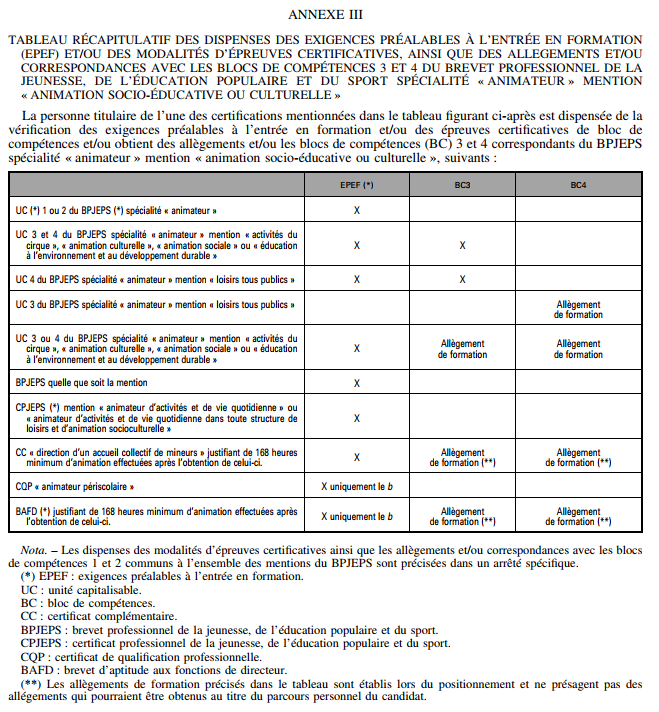 ANNEXE III
TABLEAU RÉCAPITULATIF DES DISPENSES DES EXIGENCES PRÉALABLES À L'ENTRÉE EN FORMATION
(EPEF) ET/OU DES MODALITÉS D'ÉPREUVES CERTIFICATIVES, AINSI QUE DES ALLEGEMENTS ET/OU
CORRESPONDANCES AVEC LES BLOCS DE COMPÉTENCES 3 ET 4 DU BREVET PROFESSIONNEL DE LA
JEUNESSE, DE L'ÉDUCATION POPULAIRE ET DU SPORT SPÉCIALITÉ « ANIMATEUR » MENTION
« ANIMATION SOCIO-ÉDUCATIVE OU CULTURELLE »
La personne titulaire de l'une des certifications mentionnées dans le tableau figurant ci-après est dispensée de la
vérification des exigences préalables à l'entrée en formation et/ou des épreuves certificatives de bloc de
compétences et/ou obtient des allègements et/ou les blocs de compétences (BC) 3 et 4 correspondants du BPJEPS
spécialité « animateur » mention « animation socio-éducative ou culturelle », suivants :
EPEF (*) BC3 BC4
UC (*) 1 ou 2 du BPJEPS (*) spécialité « animateur » X
UC 3 et 4 du BPJEPS spécialité « animateur » mention « activités du
cirque », « animation culturelle », « animation sociale » ou « éducation X X
à l'environnement et au développement durable »
UC 4 du BPJEPS spécialité « animateur » mention « loisirs tous publics » X X
UC 3 du BPJEPS spécialité « animateur » mention « loisirs tous publics » Allègement
de formation
UC 3 ou 4 du BPJEPS spécialité « animateur » mention « activités du
cirque », « animation culturelle », « animation sociale » ou « éducation X Allègement Allègement
à l'environnement et au développement durable » de formation de formation
BPJEPS quelle que soit la mention X
CPJEPS (*) mention « animateur d'activités et de vie quotidienne » ou
« animateur d'activités et de vie quotidienne dans toute structure de X
loisirs et d'animation socioculturelle »
CC « direction d'un accueil collectif de mineurs » justifiant de 168 heures X Allègement Allègement
minimum d'animation effectuées après l'obtention de celui-ci. de formation (**) de formation (**)
CQP « animateur périscolaire » X uniquement le b
BAFD (*) justifiant de 168 heures minimum d'animation effectuées après X uniquement le b Allègement Allègement
l'obtention de celui-ci. de formation (**) de formation (**)
Nota. – Les dispenses des modalités d'épreuves certificatives ainsi que les allègements et/ou correspondances avec les blocs
de compétences 1 et 2 communs à l'ensemble des mentions du BPJEPS sont précisées dans un arrêté spécifique.
(*) EPEF : exigences préalables à l'entrée en formation.
UC : unité capitalisable.
BC : bloc de compétences.
CC : certificat complémentaire.
BPJEPS : brevet professionnel de la jeunesse, de l'éducation populaire et du sport.
CPJEPS : certificat professionnel de la jeunesse, de l'éducation populaire et du sport.
CQP : certificat de qualification professionnelle.
BAFD : brevet d'aptitude aux fonctions de directeur.
(**) Les allègements de formation précisés dans le tableau sont établis lors du positionnement et ne présagent pas des
allégements qui pourraient être obtenus au titre du parcours personnel du candidat.